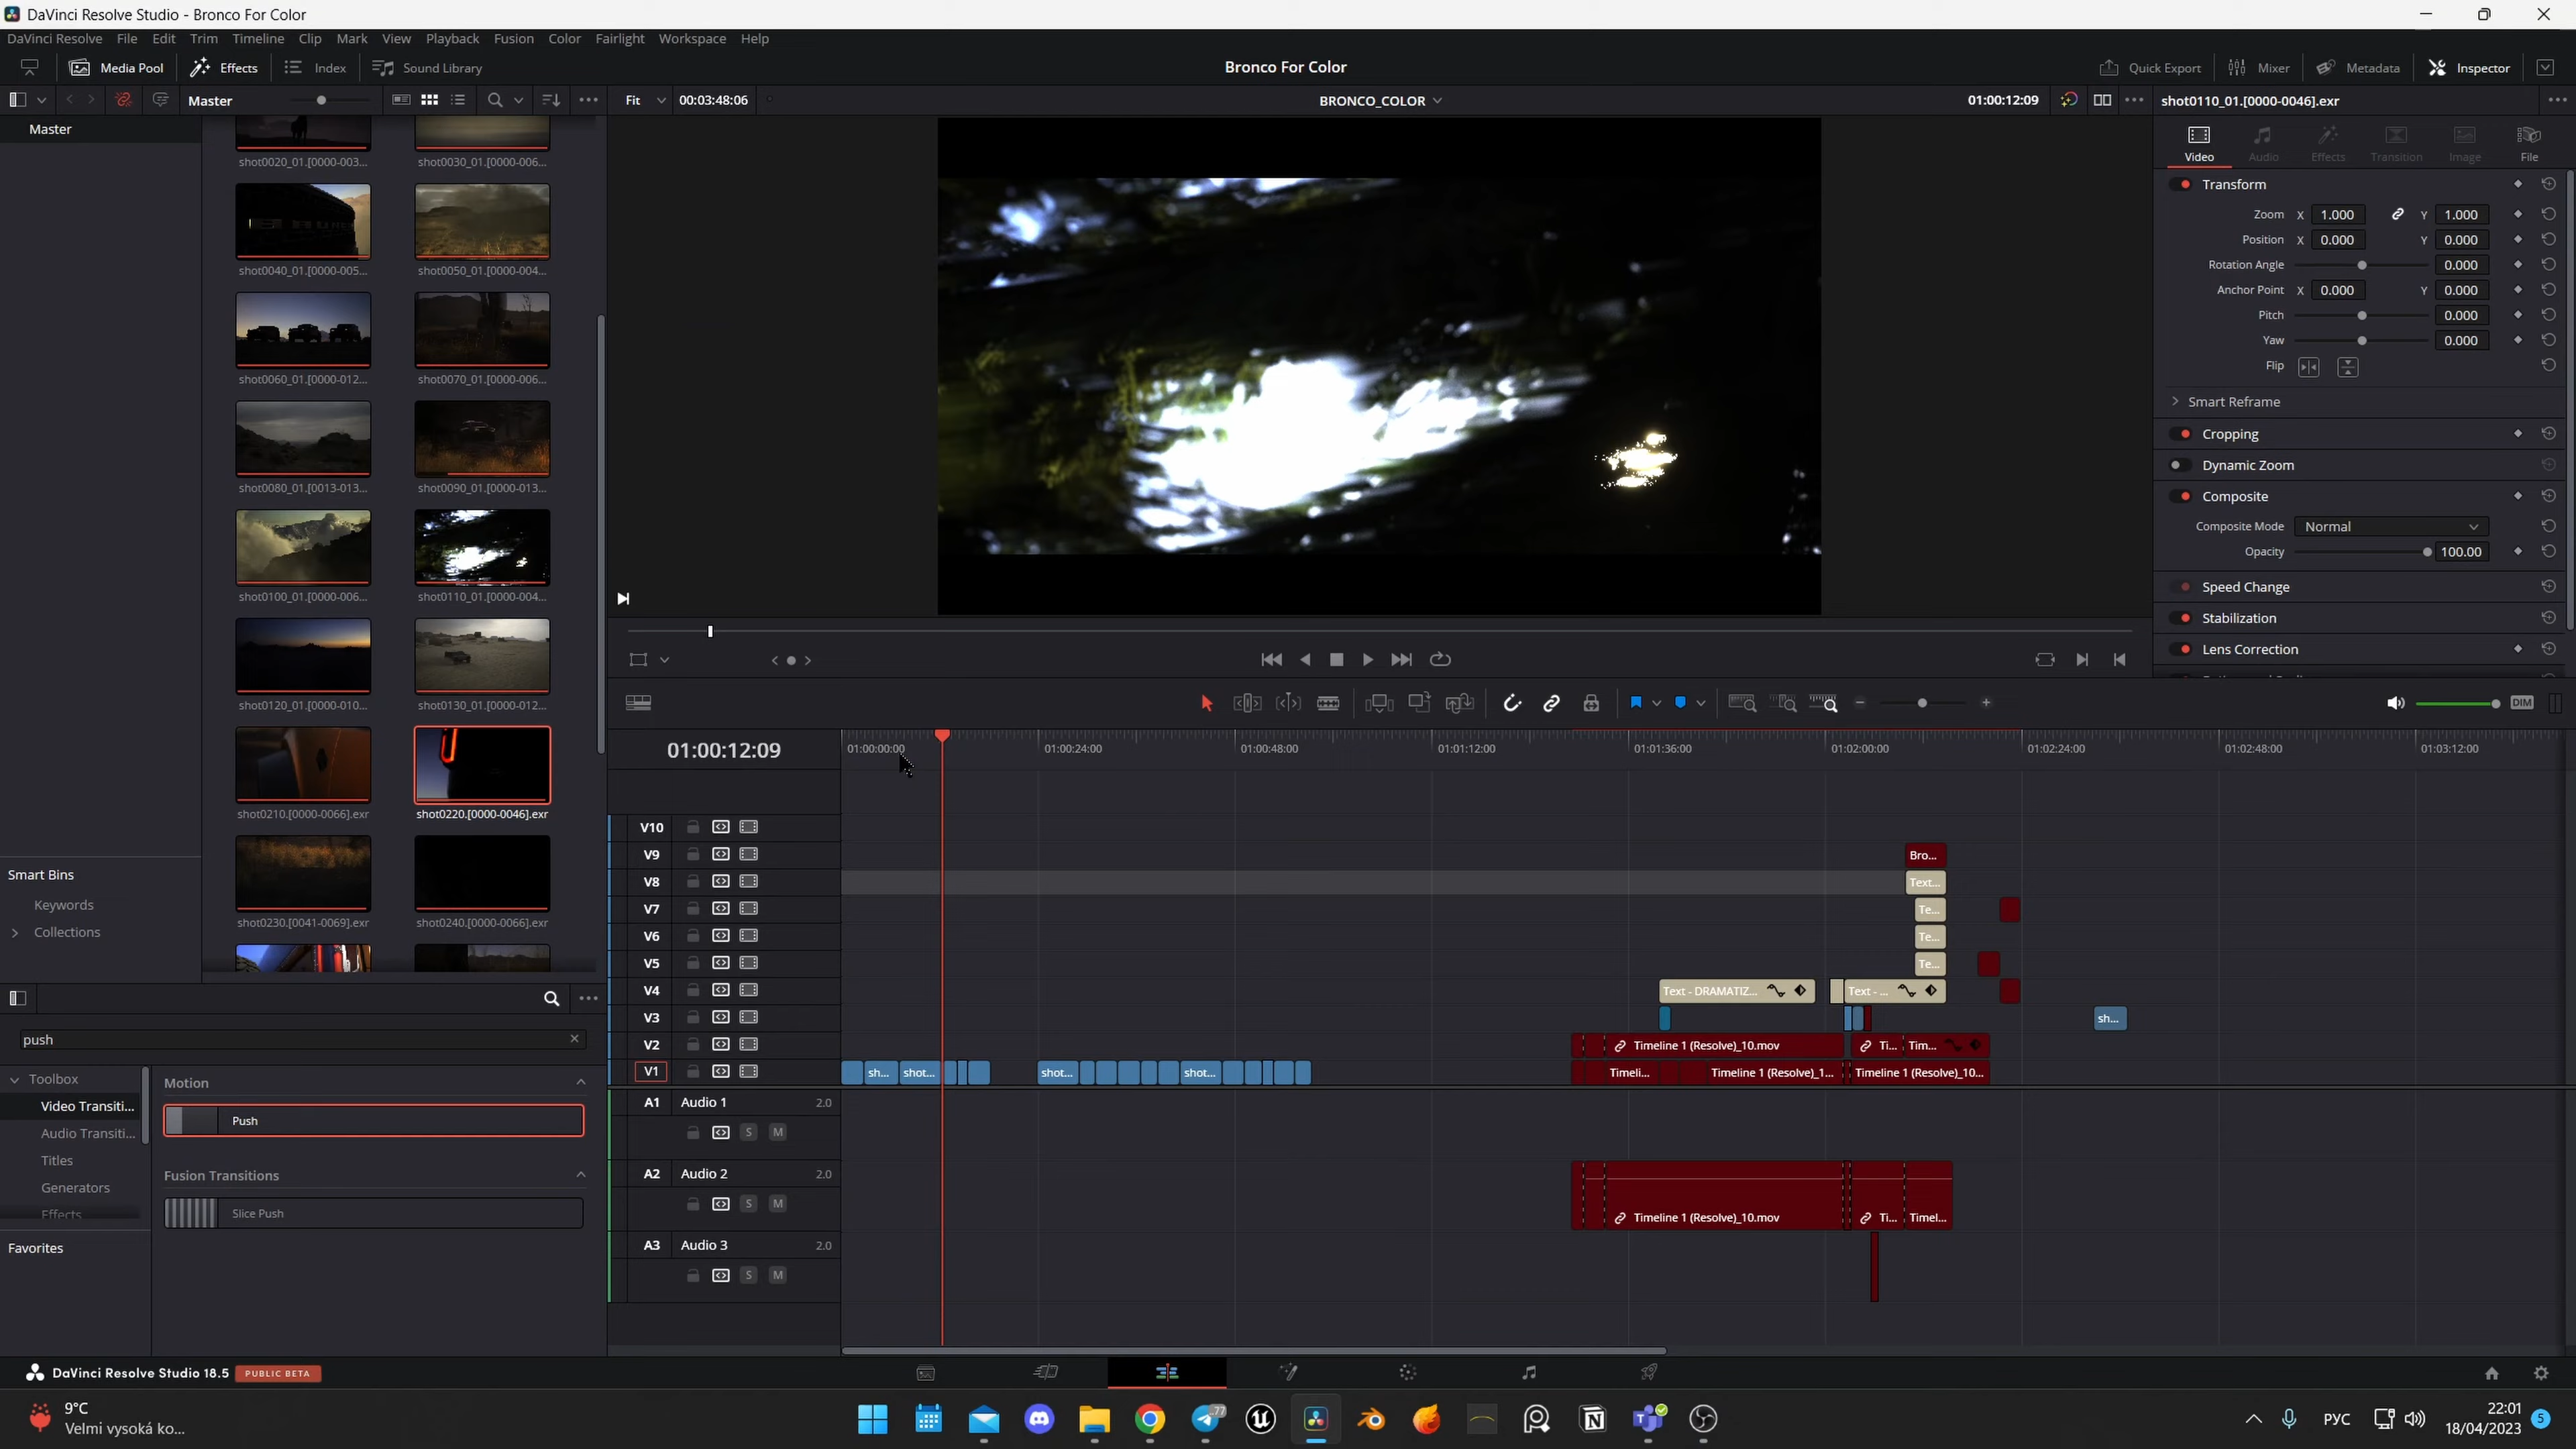 DaVinci Resolve Studio - Bronco For Color
DaVinci Resolve File Edit Trim Timeline Clip Mark View Playback Fusion Color Fairlight Workspace Help
Media Pool Effects Index Sound Library Bronco For Color Quick Export Mixer Metadata Inspector
Master Fit 00:03:48:06 BRONCO_COLOR 01:00:12:09 shot0110_01.[0000-0046].exr
Master
Video Audio Effects Transition Image File
shot0020_01.[0000-003... shot0030_01.[0000-006...
shot0040_01.[0000-005... shot0050_01.[0000-004...
shot0060_01.[0000-012... shot0070_01.[0000-006...
shot0080_01.[0013-013... shot0090_01.[0000-013...
shot0100_01.[0000-006... shot0110_01.[0000-004...
shot0120_01.[0000-010... shot0130_01.[0000-012...
shot0210.[0000-0066].exr shot0220.[0000-0046].exr
shot0230.[0041-0069].exr shot0240.[0000-0066].exr
Transform
Zoom X 1.000 Y 1.000
Position X 0.000 Y 0.000
Rotation Angle 0.000
Anchor Point X 0.000 Y 0.000
Pitch 0.000
Yaw 0.000
Flip
Smart Reframe
Cropping
Dynamic Zoom
Composite
Composite Mode Normal
Opacity 100.00
Speed Change
Stabilization
Lens Correction
DIM
Smart Bins
Keywords
Collections
push
Toolbox
Video Transiti...
Audio Transiti...
Titles
Generators
Effects
Favorites
Motion
Push
Fusion Transitions
Slice Push
01:00:12:09 01:00:00:00 01:00:24:00 01:00:48:00 01:01:12:00 01:01:36:00 01:02:00:00 01:02:24:00 01:02:48:00 01:03:12:00
V10
V9 Bro...
V8 Text...
V7 Te...
V6 Te...
V5 Te...
V4 Text - DRAMATIZ... Text - ...
V3 sh...
V2 Timeline 1 (Resolve)_10.mov Ti... Tim...
V1 sh... shot... shot... shot... Timeli... Timeline 1 (Resolve)_1... Timeline 1 (Resolve)_10...
A1 Audio 1 2.0
S M
A2 Audio 2 2.0
S M Timeline 1 (Resolve)_10.mov Ti... Timel...
A3 Audio 3 2.0
S M
DaVinci Resolve Studio 18.5 PUBLIC BETA
9°C
Velmi vysoká ko...
77
РУС
22:01
18/04/2023 5